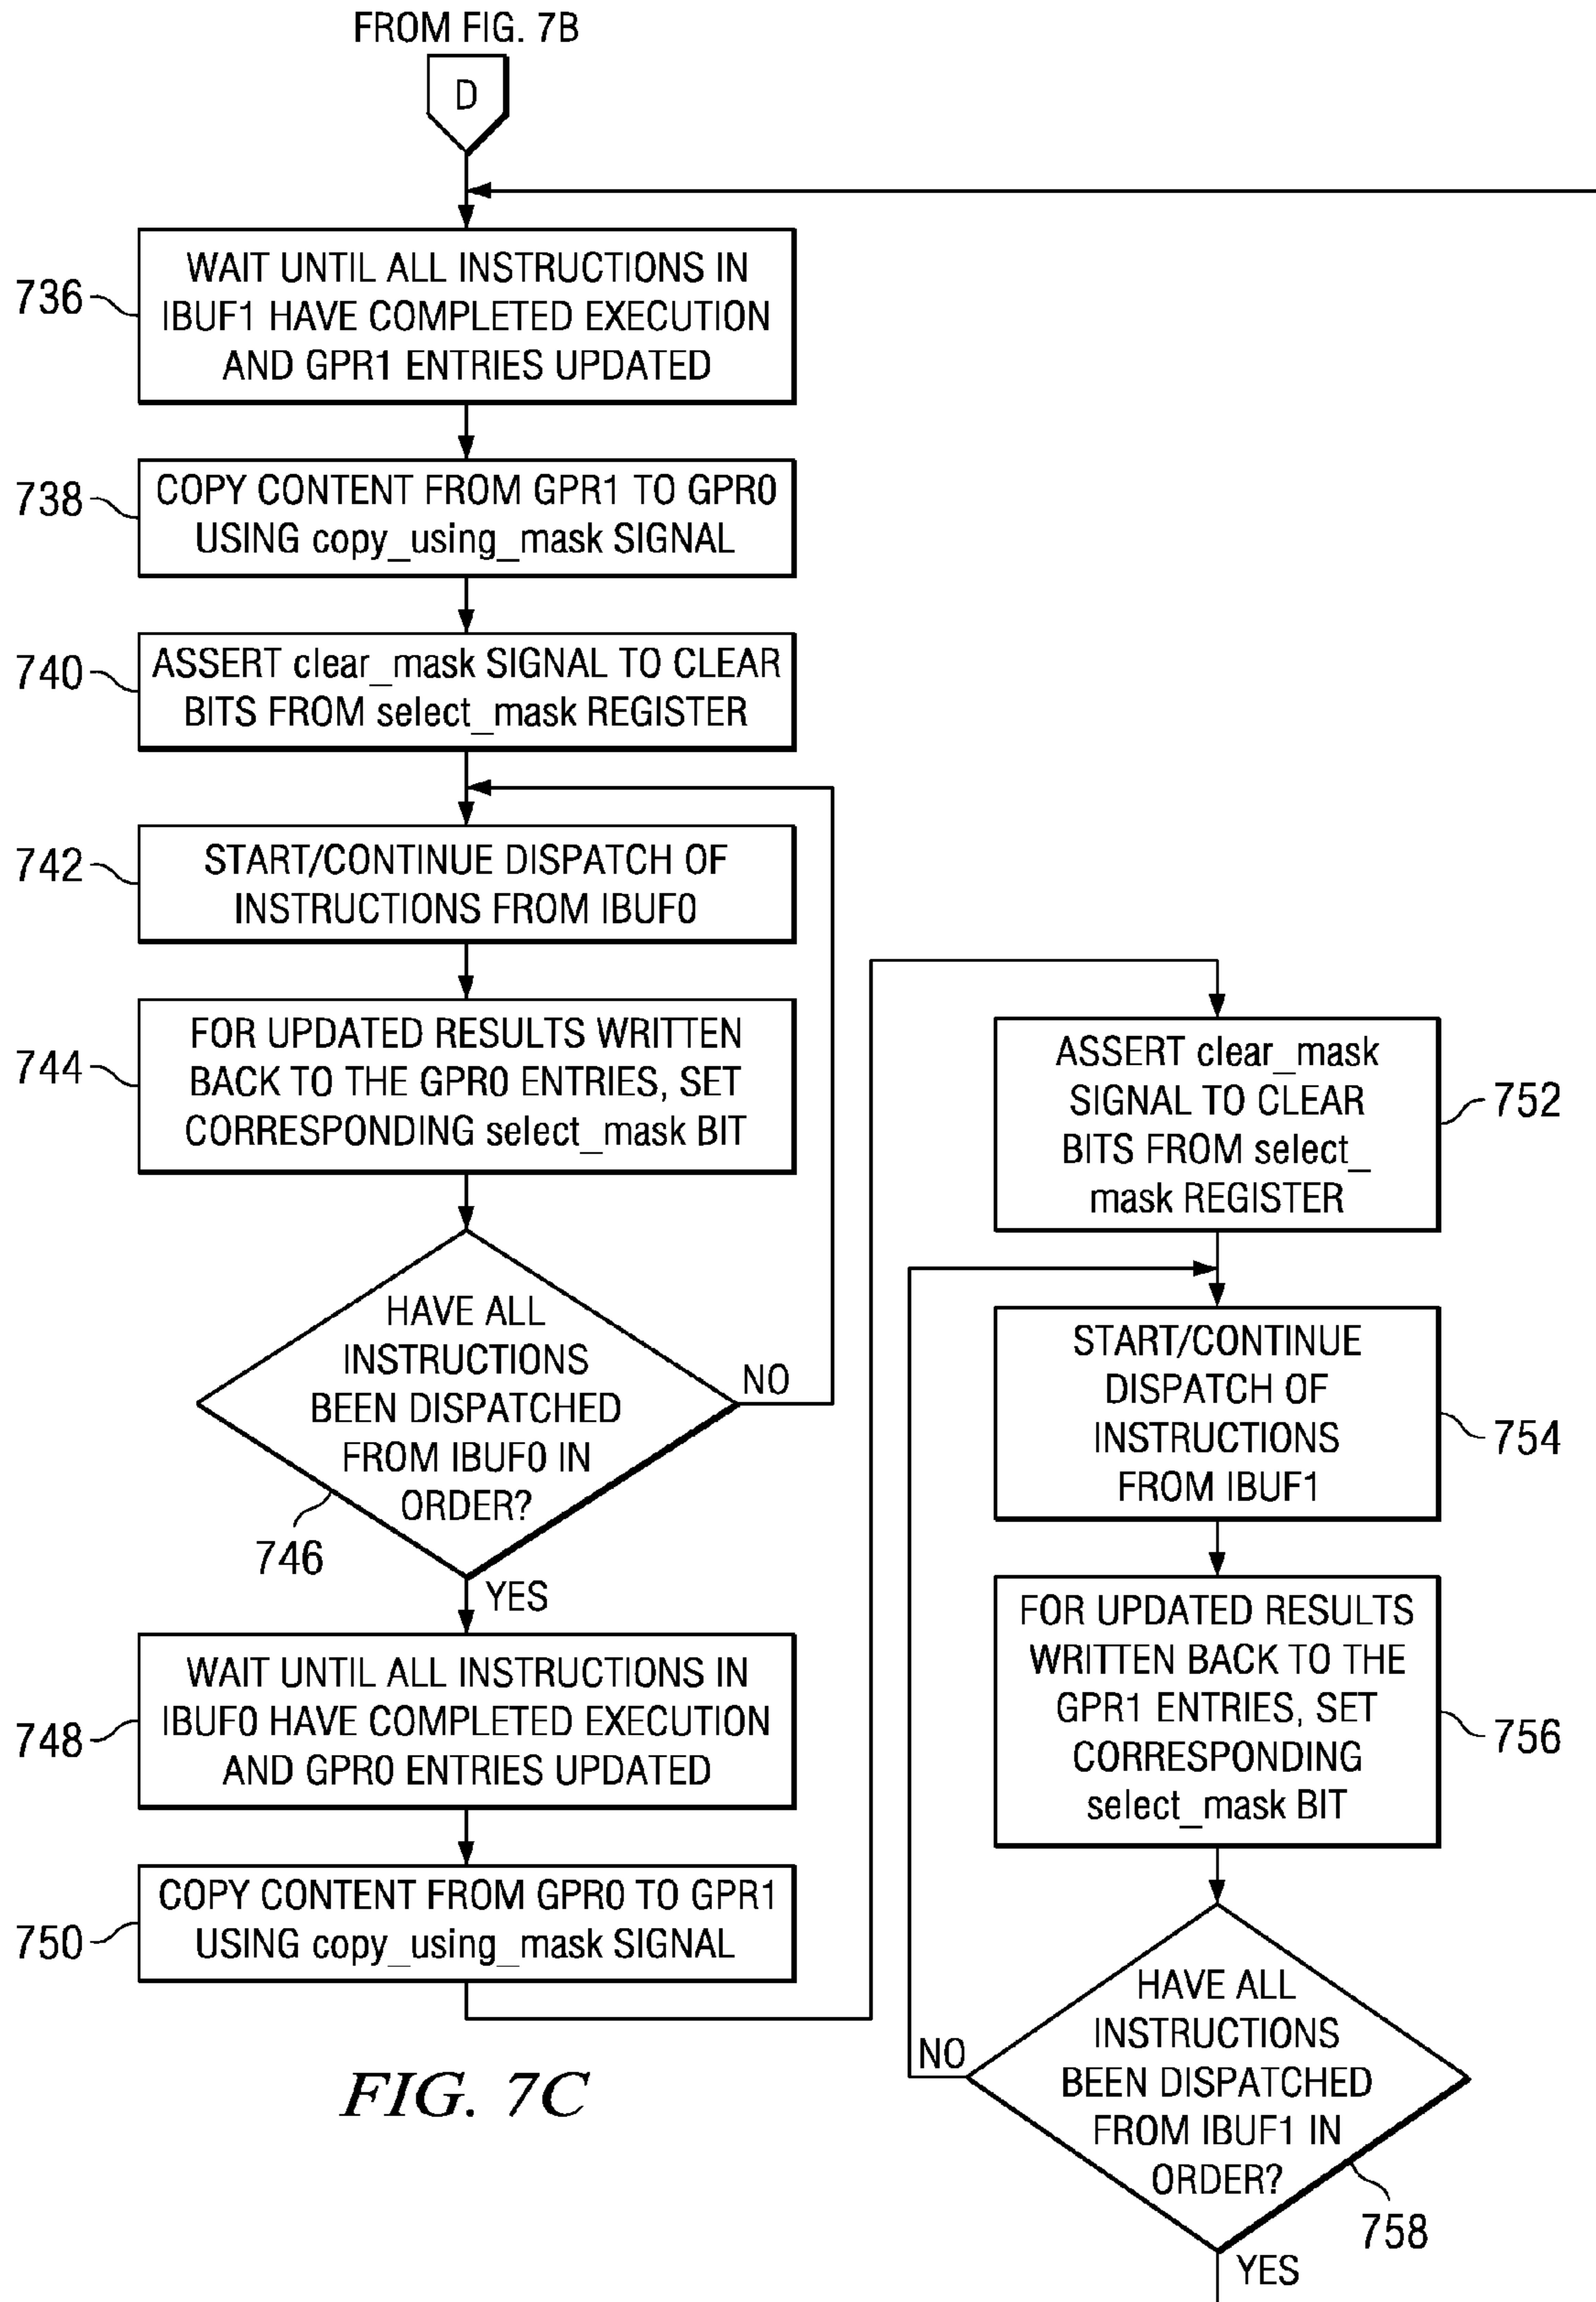 FROM FIG. 7B
D
736
WAIT UNTIL ALL INSTRUCTIONS IN
IBUF1 HAVE COMPLETED EXECUTION
AND GPR1 ENTRIES UPDATED
738
COPY CONTENT FROM GPR1 TO GPR0
USING copy_using_mask SIGNAL
740
ASSERT clear_mask SIGNAL TO CLEAR
BITS FROM select_mask REGISTER
742
START/CONTINUE DISPATCH OF
INSTRUCTIONS FROM IBUF0
744
FOR UPDATED RESULTS WRITTEN
BACK TO THE GPR0 ENTRIES, SET
CORRESPONDING select_mask BIT
HAVE ALL
INSTRUCTIONS
BEEN DISPATCHED
FROM IBUF0 IN
ORDER?
NO
746
YES
748
WAIT UNTIL ALL INSTRUCTIONS IN
IBUF0 HAVE COMPLETED EXECUTION
AND GPR0 ENTRIES UPDATED
750
COPY CONTENT FROM GPR0 TO GPR1
USING copy_using_mask SIGNAL
ASSERT clear_mask
SIGNAL TO CLEAR
BITS FROM select_
mask REGISTER
752
START/CONTINUE
DISPATCH OF
INSTRUCTIONS
FROM IBUF1
754
FOR UPDATED RESULTS
WRITTEN BACK TO THE
GPR1 ENTRIES, SET
CORRESPONDING
select_mask BIT
756
HAVE ALL
INSTRUCTIONS
BEEN DISPATCHED
FROM IBUF1 IN
ORDER?
NO
758
YES
FIG. 7C